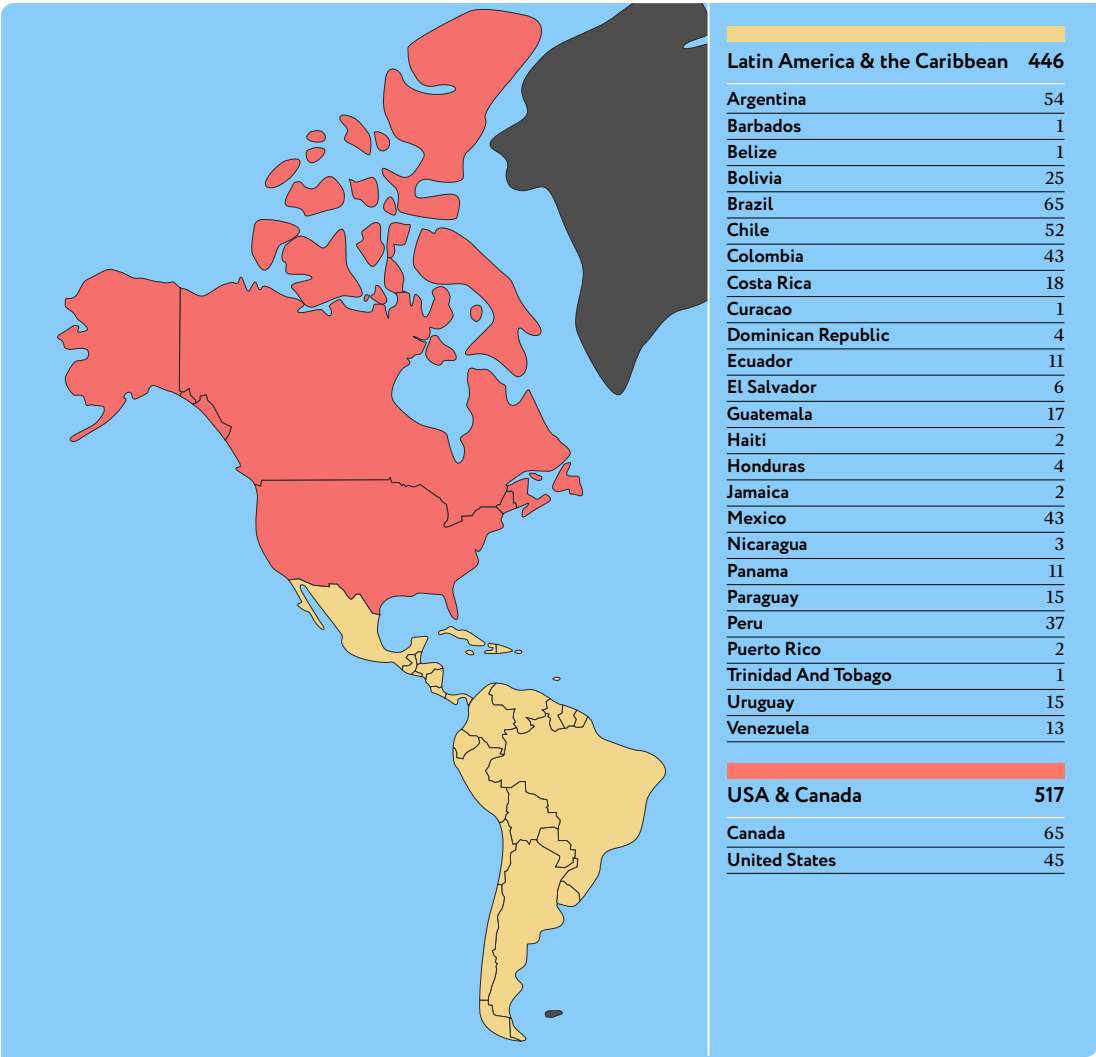 Latin America & the Caribbean 446
Argentina 54
Barbados 1
Belize 1
Bolivia 25
Brazil 65
Chile 52
Colombia 43
Costa Rica 18
Curacao 1
Dominican Republic 4
Ecuador 11
El Salvador 6
Guatemala 17
Haiti 2
Honduras 4
Jamaica 2
Mexico 43
Nicaragua 3
Panama 11
Paraguay 15
Peru 37
Puerto Rico 2
Trinidad And Tobago 1
Uruguay 15
Venezuela 13
USA & Canada 517
Canada 65
United States 45